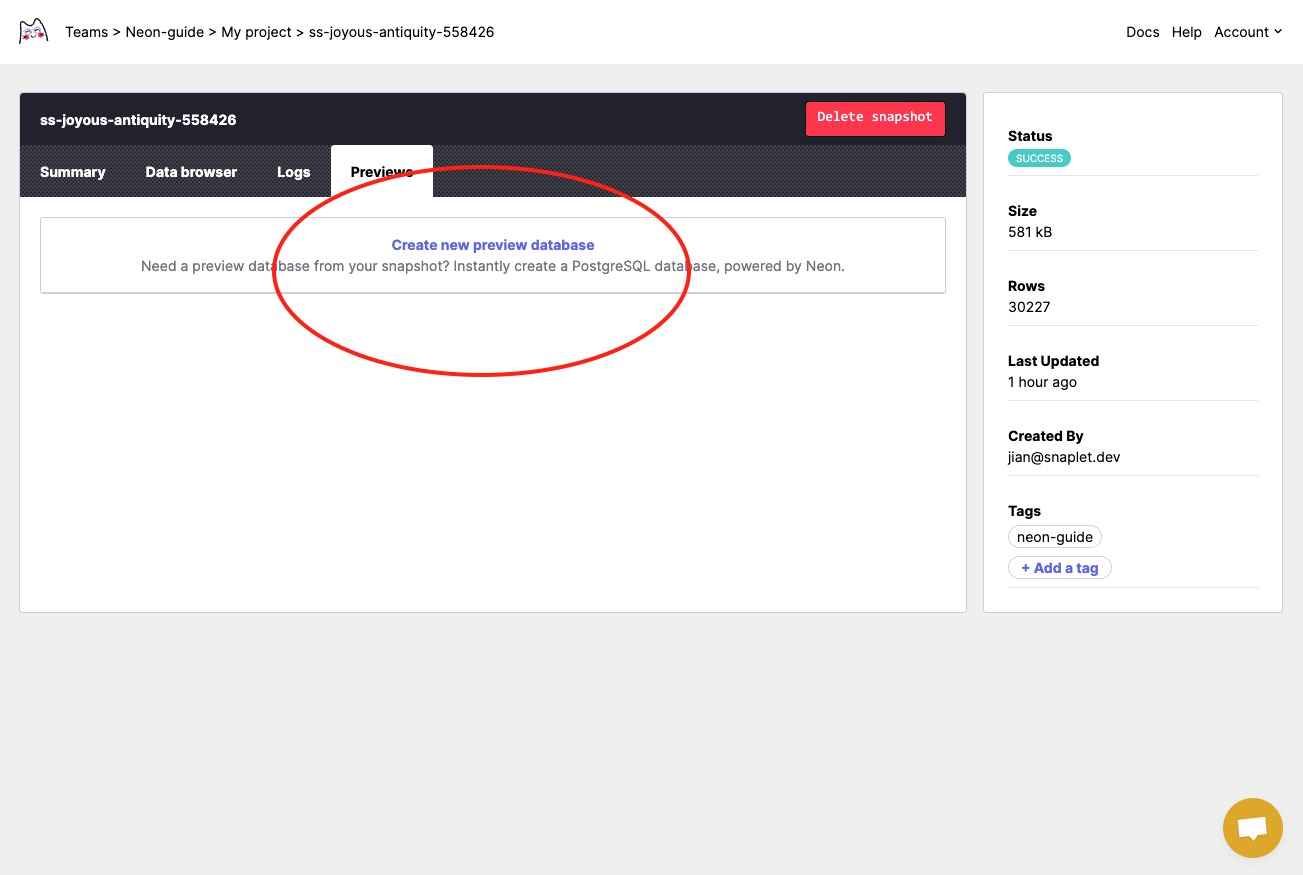 Teams > Neon-guide > My project > ss-joyous-antiquity-558426
Docs Help Account
ss-joyous-antiquity-558426
Delete snapshot
Summary Data browser Logs Previews
Create new preview database
Need a preview database from your snapshot? Instantly create a PostgreSQL database, powered by Neon.
Status
SUCCESS
Size
581 kB
Rows
30227
Last Updated
1 hour ago
Created By
jian@snaplet.dev
Tags
neon-guide
+ Add a tag